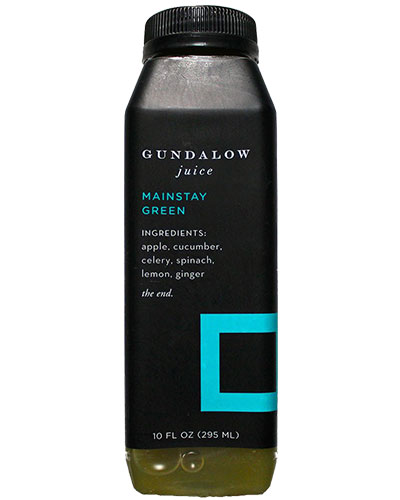 GUNDALOW
juice
MAINSTAY
GREEN
INGREDIENTS:
apple, cucumber,
celery, spinach,
lemon, ginger
the end.
10 FL OZ (295 ML)